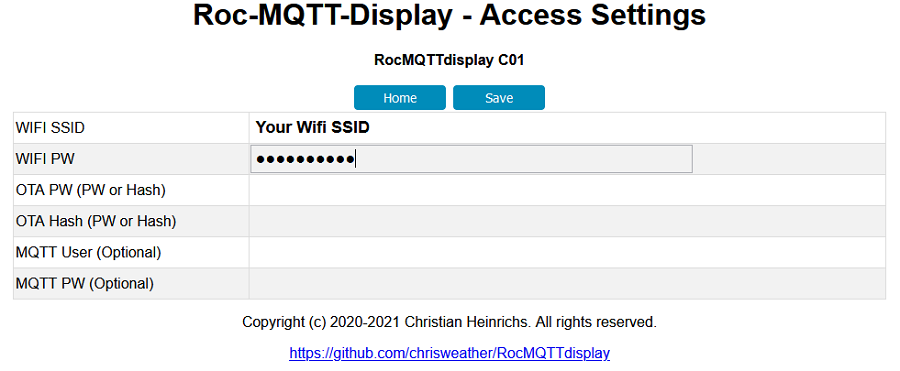 Roc-MQTT-Display - Access Settings
RocMQTTdisplay C01
Home Save
WIFI SSID Your Wifi SSID
WIFI PW ●●●●●●●●●●
OTA PW (PW or Hash)
OTA Hash (PW or Hash)
MQTT User (Optional)
MQTT PW (Optional)
Copyright (c) 2020-2021 Christian Heinrichs. All rights reserved.
https://github.com/chrisweather/RocMQTTdisplay